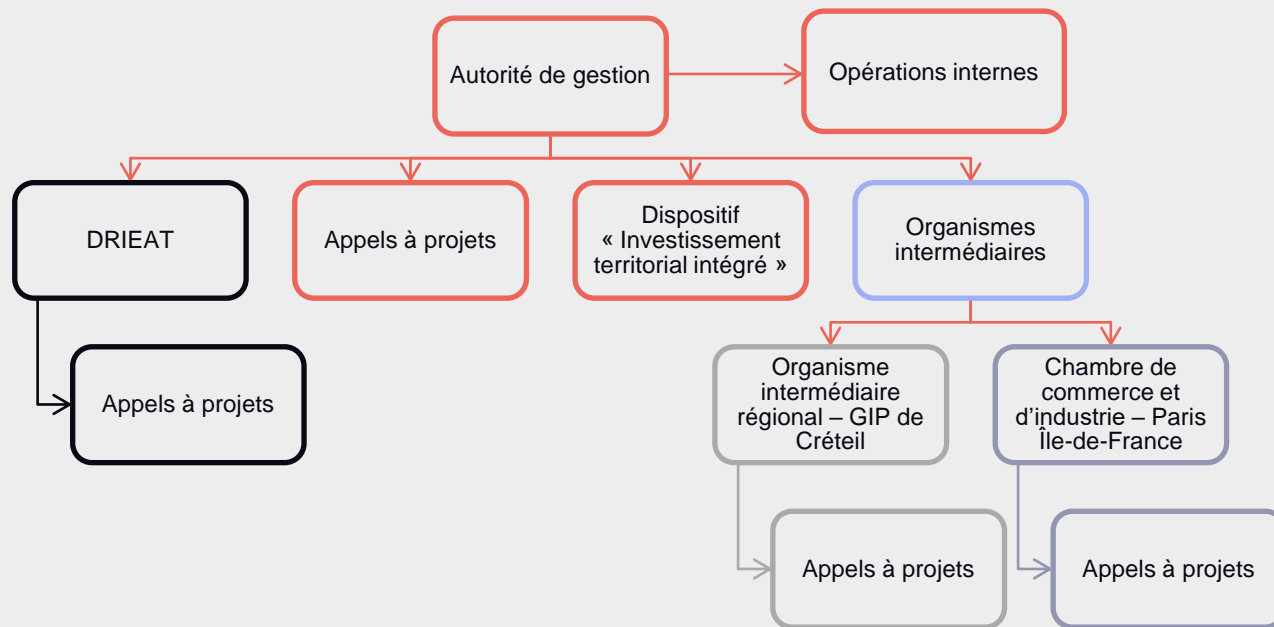 Autorité de gestion
Opérations internes
DRIEAT
Appels à projets
Dispositif
« Investissement
territorial intégré »
Organismes
intermédiaires
Appels à projets
Organisme
intermédiaire
régional – GIP de
Créteil
Chambre de
commerce et
d’industrie – Paris
Île-de-France
Appels à projets
Appels à projets